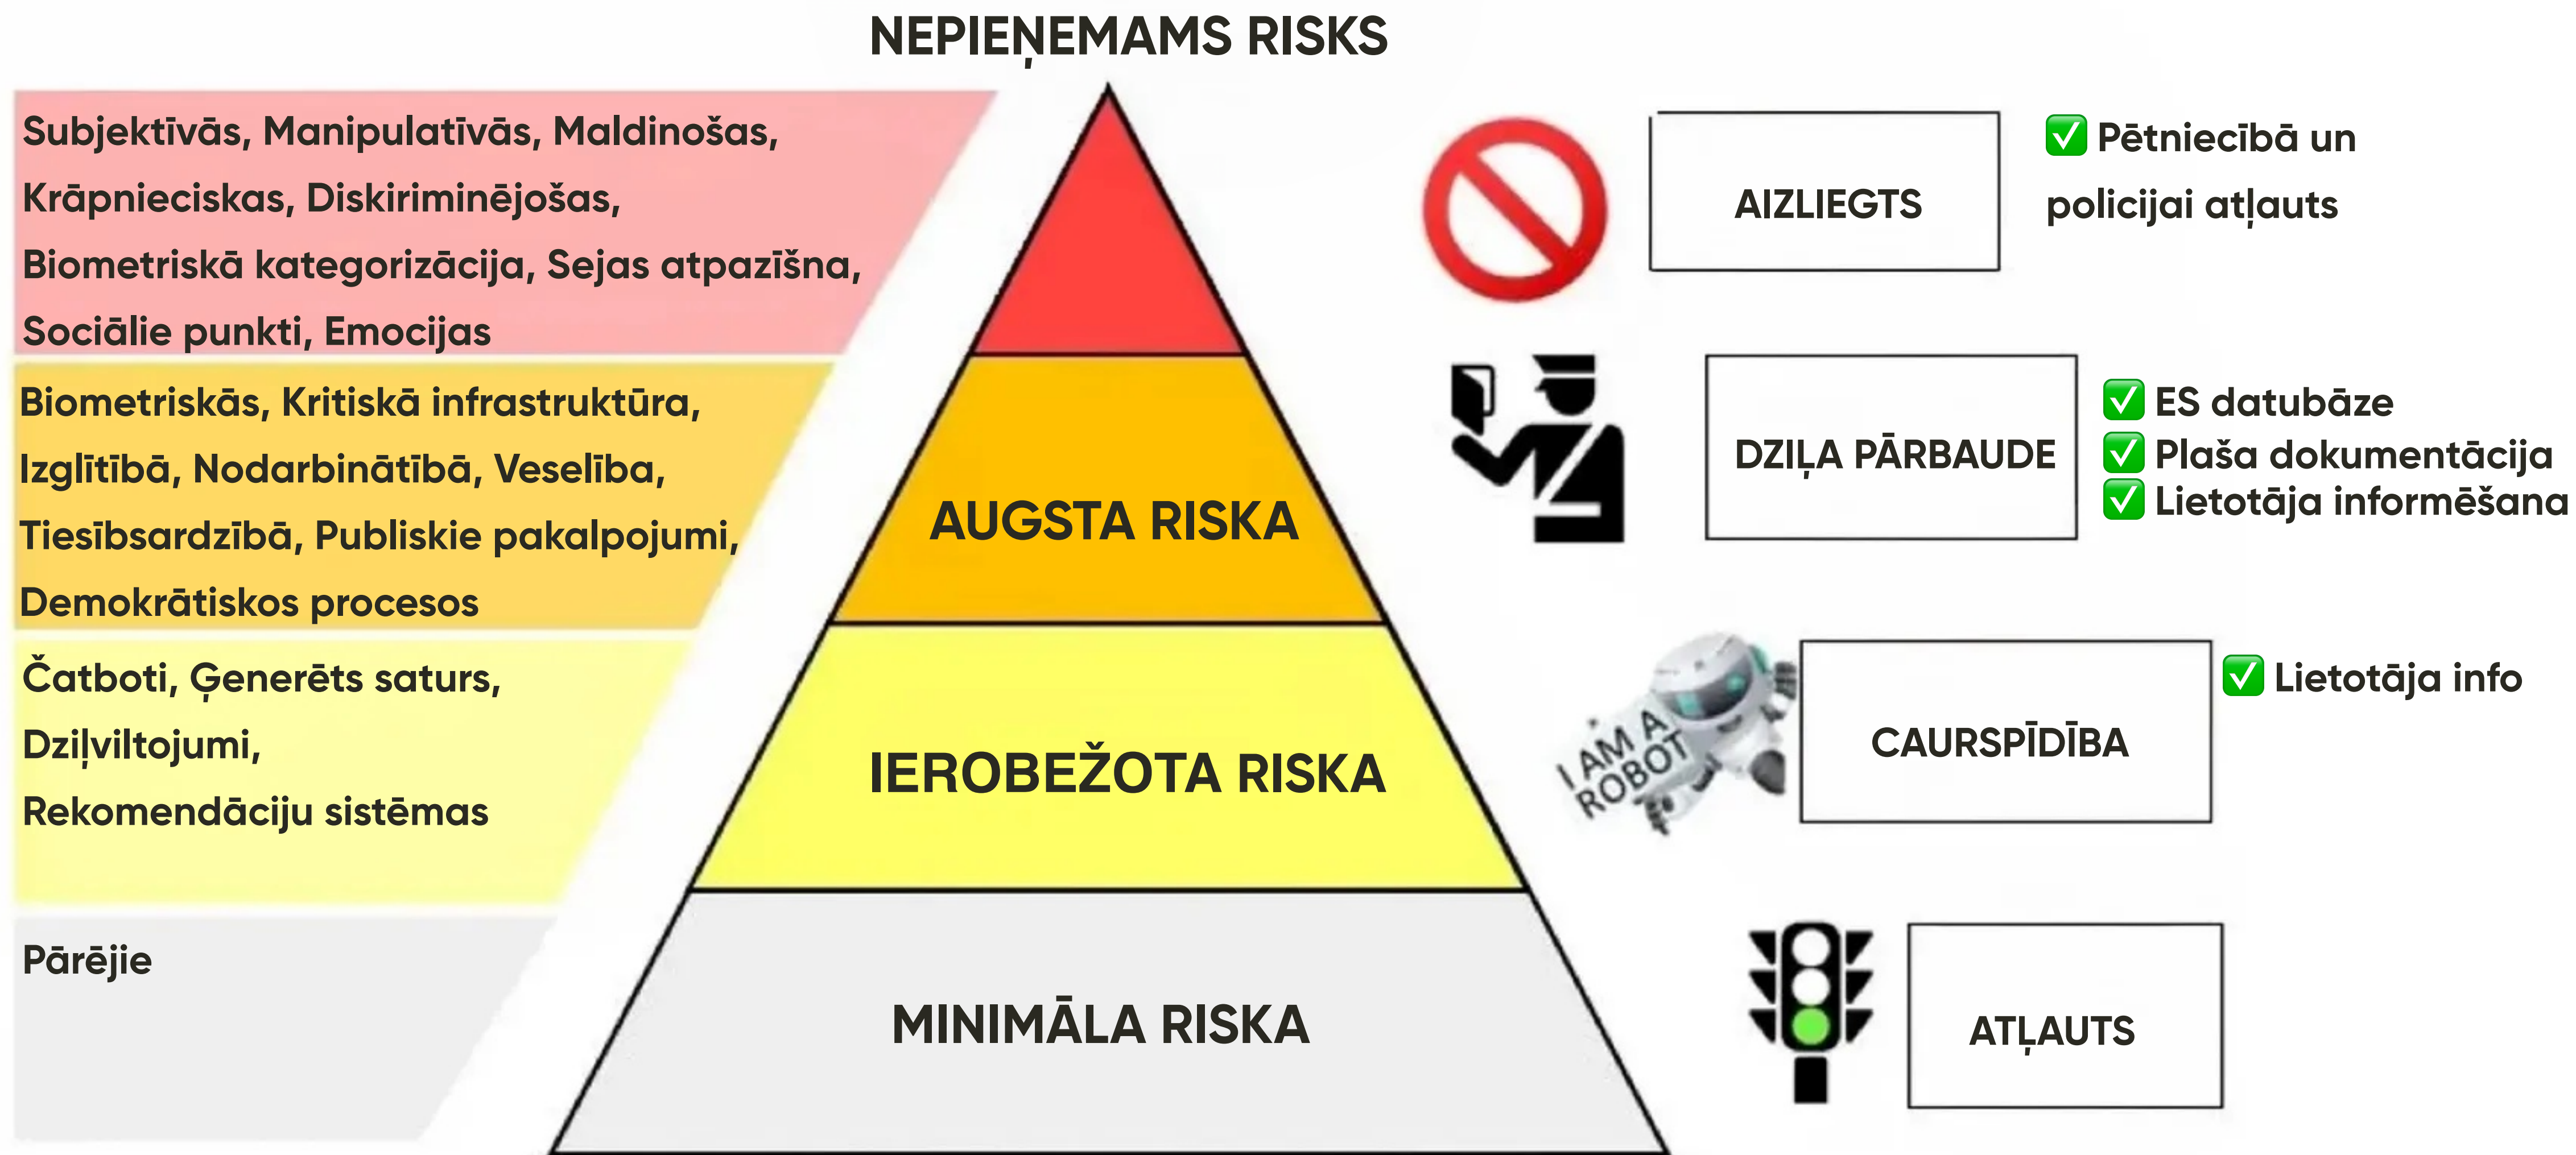 NEPIEŅEMAMS RISKS
Subjektīvās, Manipulatīvās, Maldinošas,
Krāpnieciskas, Diskiriminējošas,
Biometriskā kategorizācija, Sejas atpazīšna,
Sociālie punkti, Emocijas
AIZLIEGTS
✅ Pētniecībā un
policijai atļauts
Biometriskās, Kritiskā infrastruktūra,
Izglītībā, Nodarbinātībā, Veselība,
Tiesībsardzībā, Publiskie pakalpojumi,
Demokrātiskos procesos
AUGSTA RISKA
DZIĻA PĀRBAUDE
✅ ES datubāze
✅ Plaša dokumentācija
✅ Lietotāja informēšana
Čatboti, Ģenerēts saturs,
Dziļviltojumi,
Rekomendāciju sistēmas
IEROBEŽOTA RISKA
I AM A
ROBOT
CAURSPĪDĪBA
✅ Lietotāja info
Pārējie
MINIMĀLA RISKA
ATĻAUTS